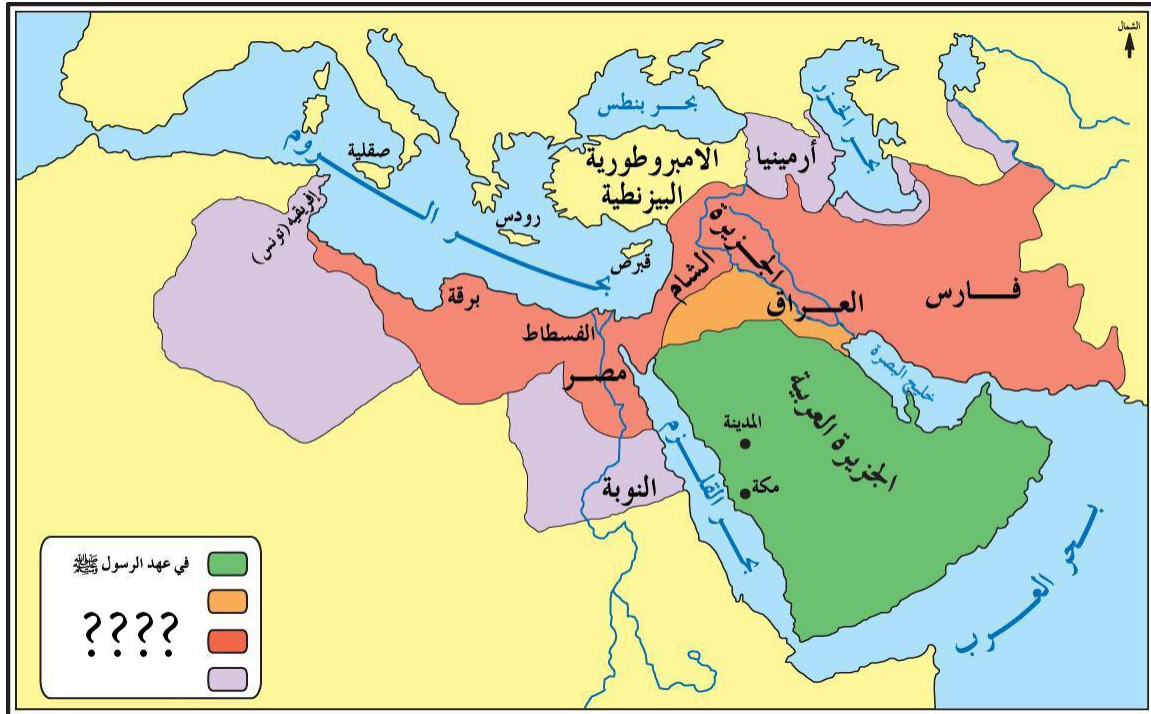 الشمال
بحر بنطس
بحر الخزر
الامبروطورية
البيزنطية
أرمينيا
صقلية
بحر الروم
إفريقيه (تونس)
رودس
قبرص
الجزيرة
الشام
العراق
فارس
برقة
الفسطاط
مصر
خليج البصرة
المدينة
الجزيرة العربية
مكة
بحر القلزم
النوبة
بحر العرب
في عهد الرسول ﷺ
????